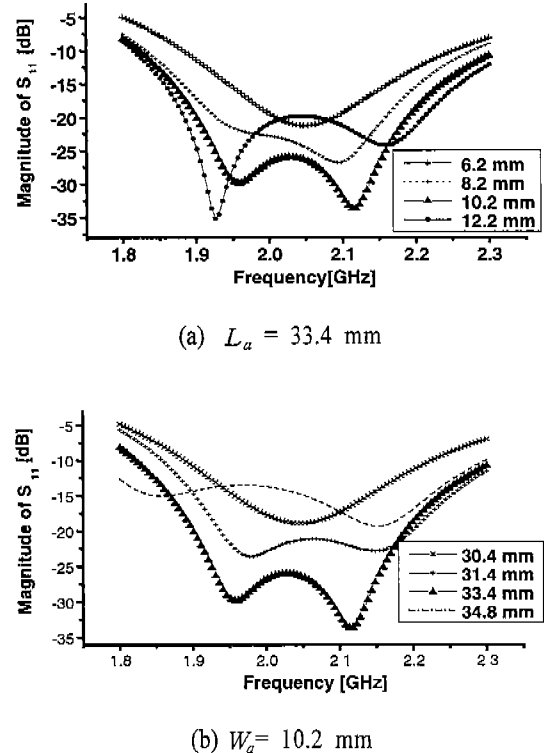 -5
-10
-15
-20
-25
-30
-35
Magnitude of S11 [dB]
6.2 mm
8.2 mm
10.2 mm
12.2 mm
1.8 1.9 2.0 2.1 2.2 2.3
Frequency[GHz]
(a) La = 33.4 mm
-5
-10
-15
-20
-25
-30
-35
Magnitude of S11 [dB]
30.4 mm
31.4 mm
33.4 mm
34.8 mm
1.8 1.9 2.0 2 1 2.2 2 3
Frequency [GHz]
(b) Wa= 10.2 mm